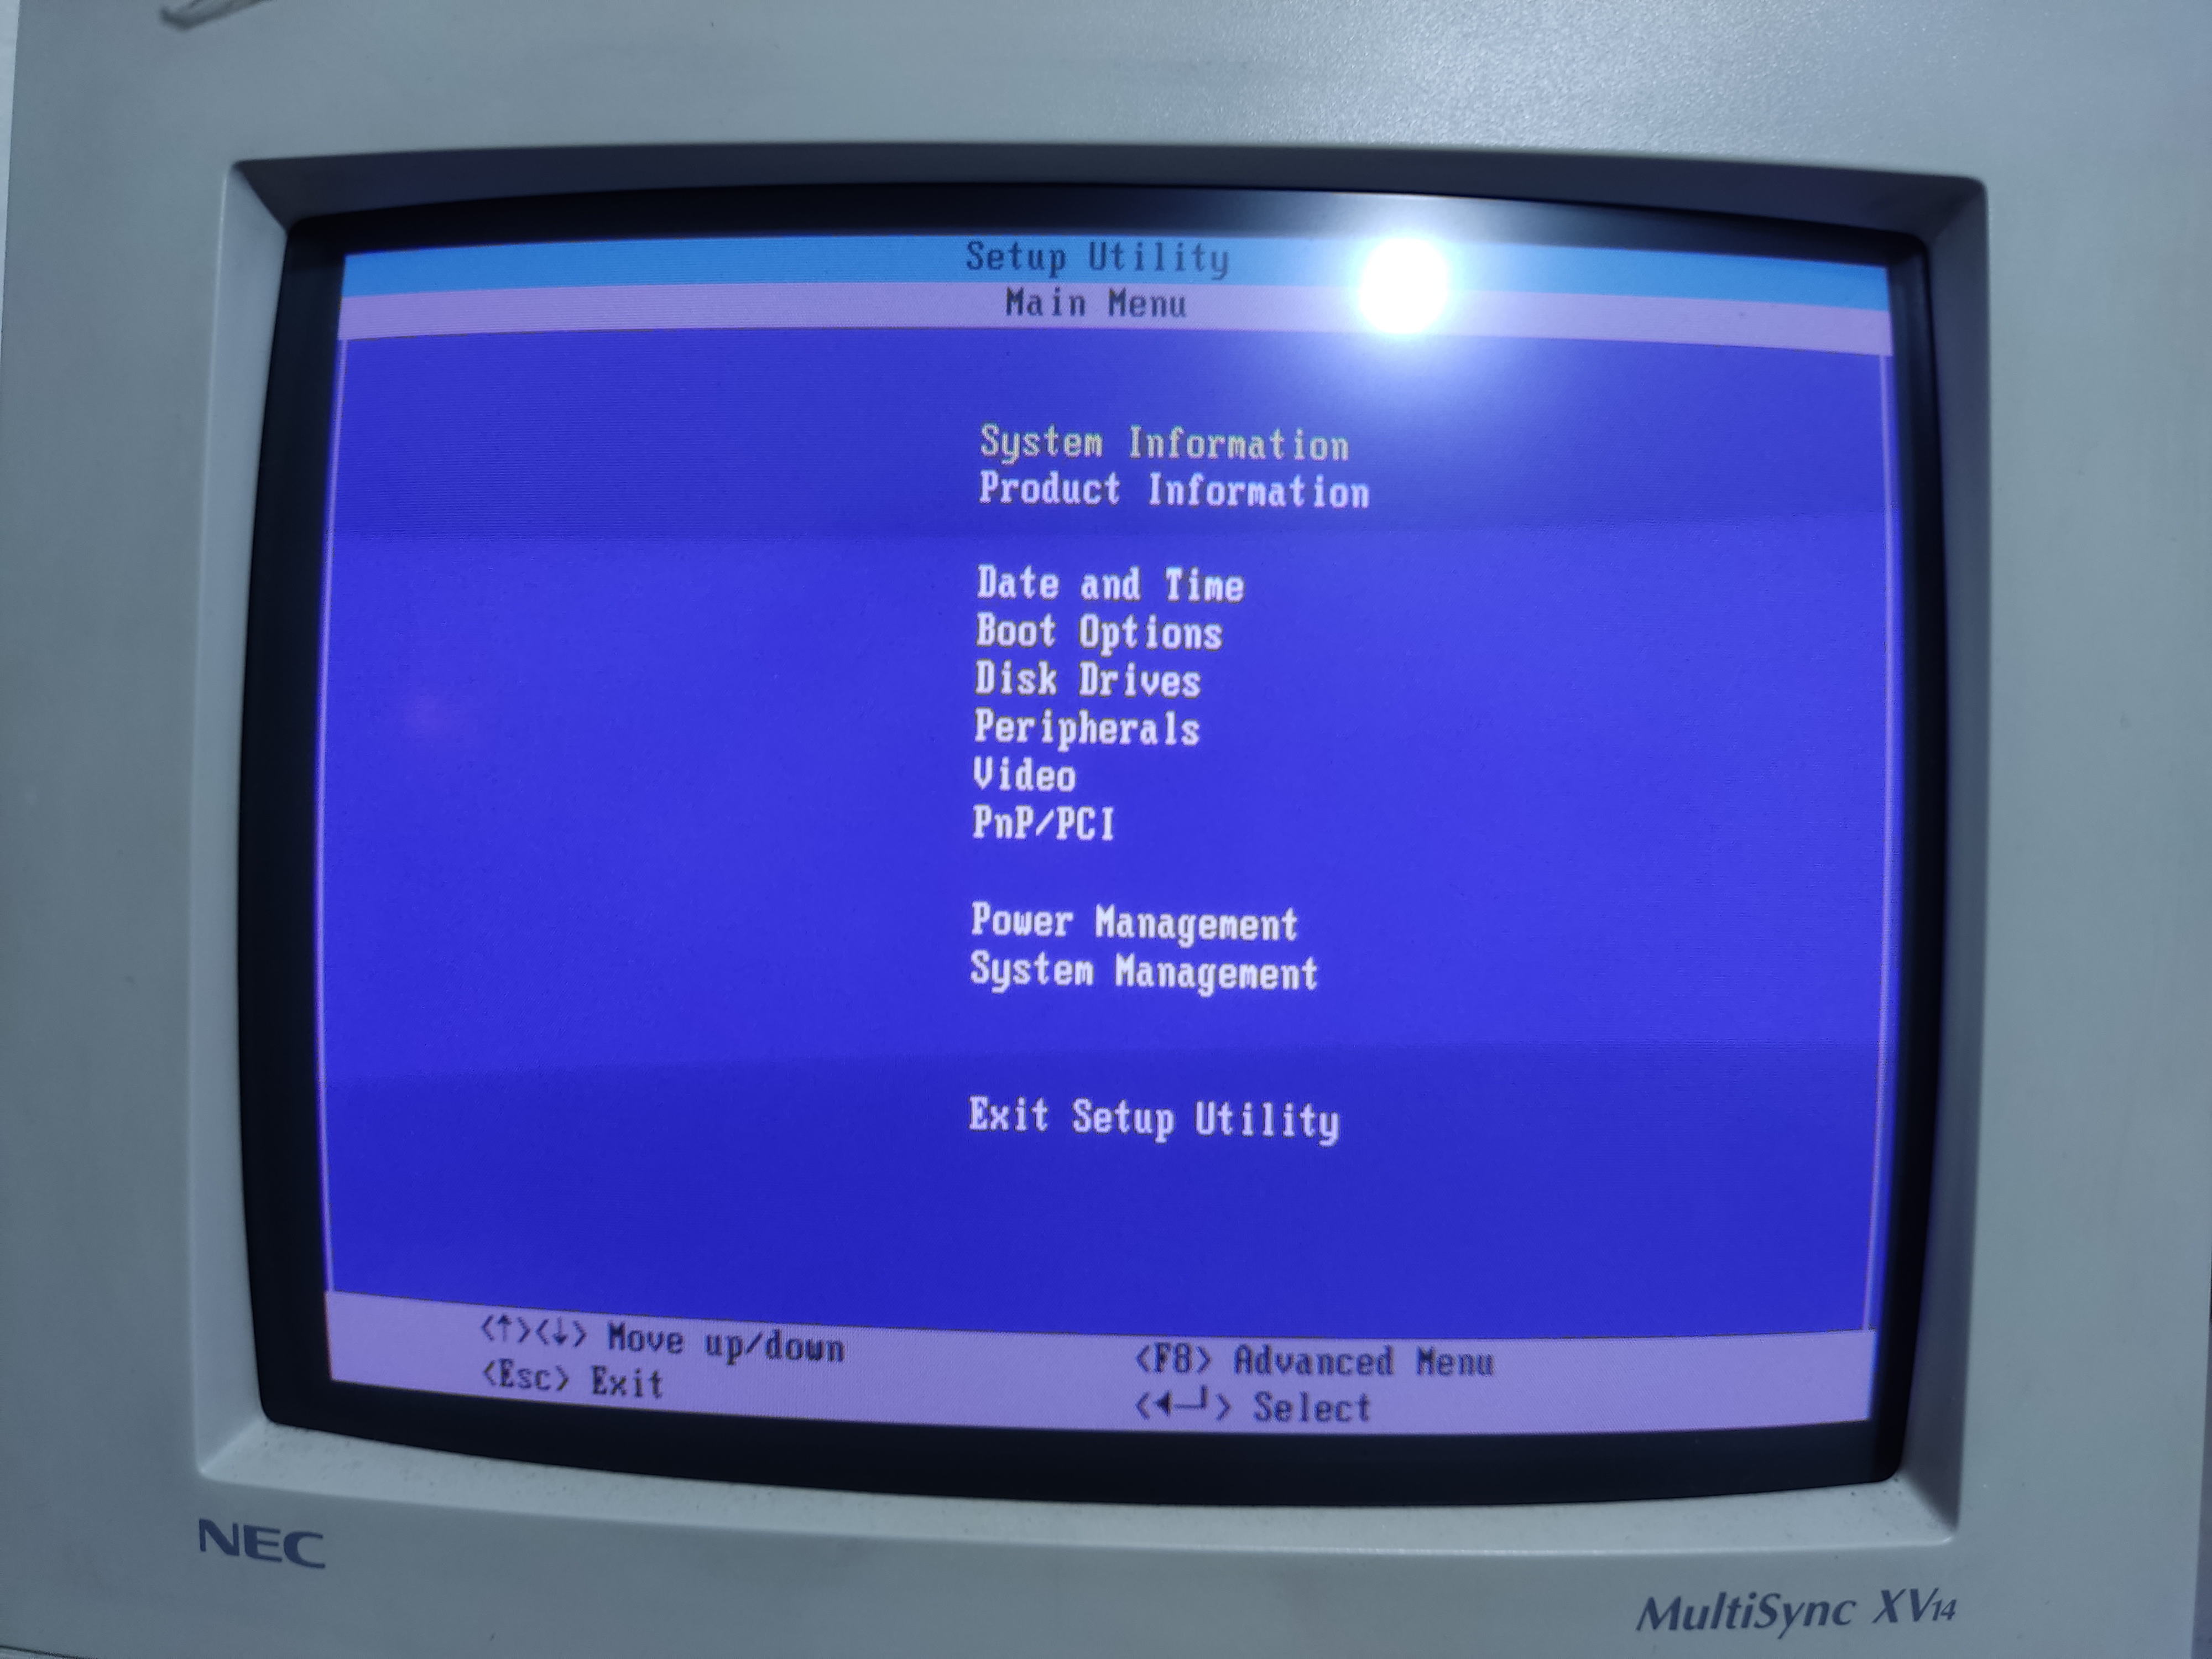 Setup Utility
Main Menu
System Information
Product Information
Date and Time
Boot Options
Disk Drives
Peripherals
Video
PnP/PCI
Power Management
System Management
Exit Setup Utility
<↑><↓> Move up/down
<Esc> Exit
<F8> Advanced Menu
<◄─┘> Select
NEC
MultiSync XV14